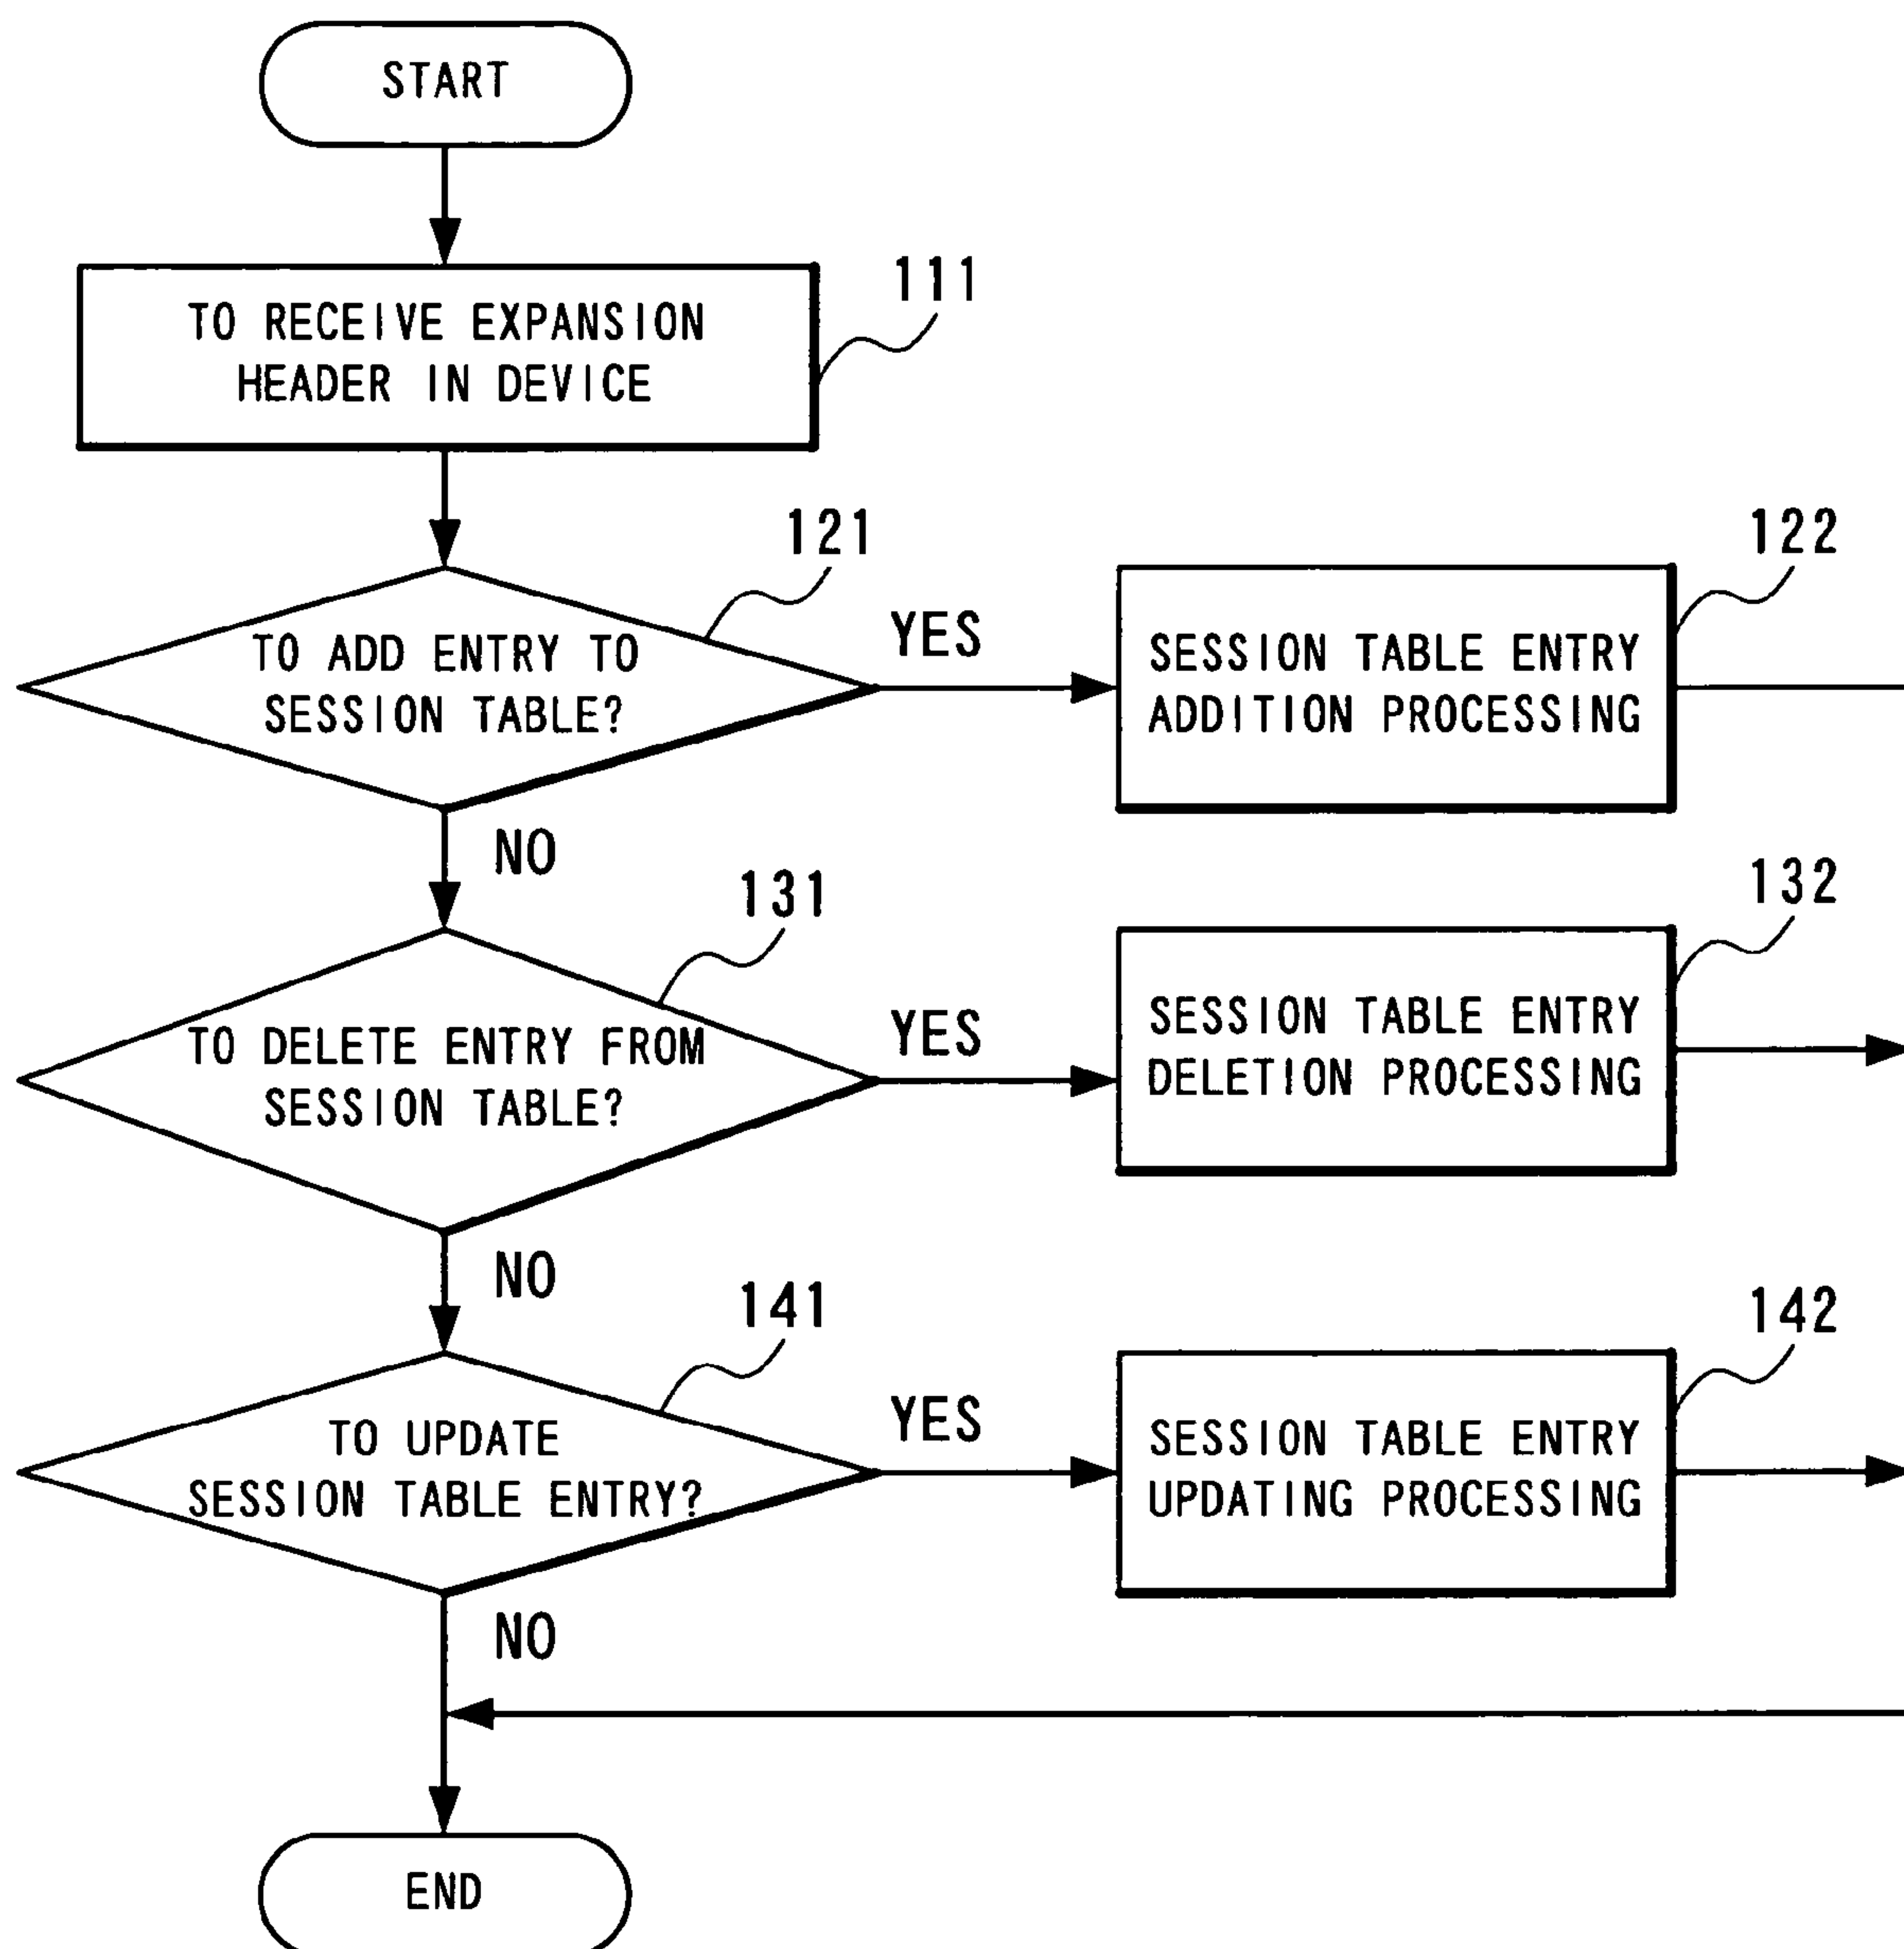 START
TO RECEIVE EXPANSION
HEADER IN DEVICE
111
TO ADD ENTRY TO
SESSION TABLE?
121
YES
SESSION TABLE ENTRY
ADDITION PROCESSING
122
NO
TO DELETE ENTRY FROM
SESSION TABLE?
131
YES
SESSION TABLE ENTRY
DELETION PROCESSING
132
NO
TO UPDATE
SESSION TABLE ENTRY?
141
YES
SESSION TABLE ENTRY
UPDATING PROCESSING
142
NO
END